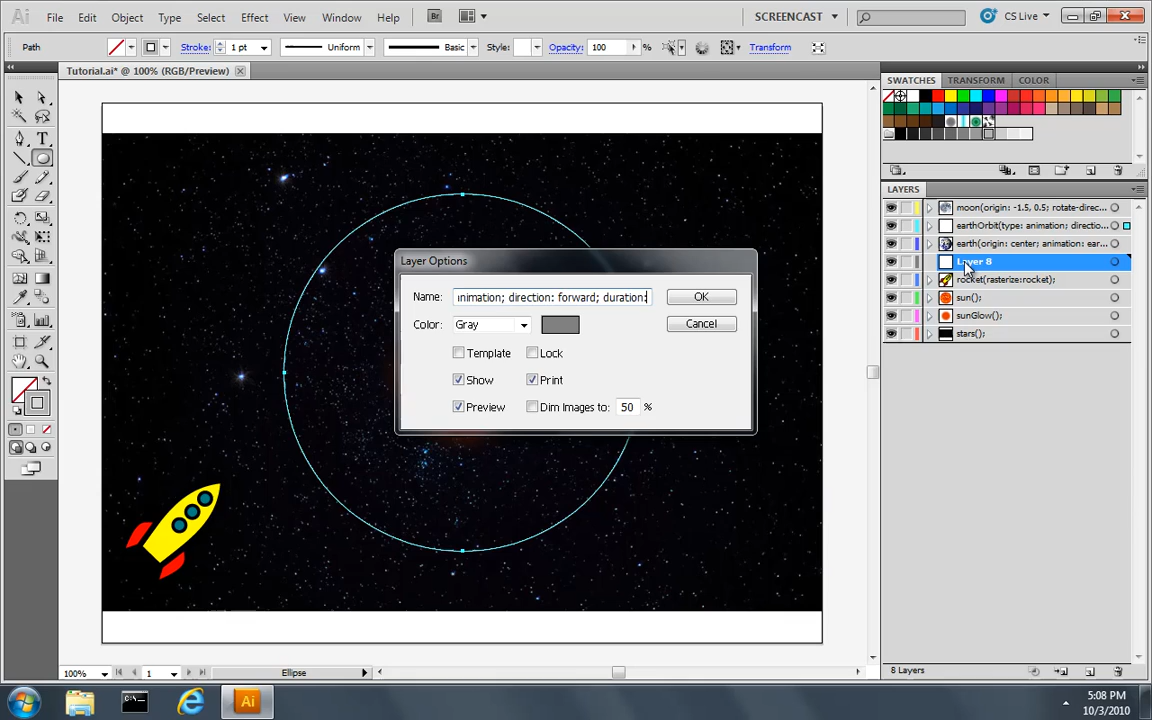 Ai File Edit Object Type Select Effect View Window Help Br SCREENCAST CS Live
Path Stroke: 1 pt Uniform Basic Style: Opacity: 100 % Transform
Tutorial.ai* @ 100% (RGB/Preview)
SWATCHES TRANSFORM COLOR
LAYERS
moon(origin: -1.5, 0.5; rotate-direc...
earthOrbit(type: animation; directio...
earth(origin: center; animation: ear...
Layer 8
rocket(rasterize:rocket);
sun();
sunGlow();
stars();
8 Layers
Layer Options
Name: nimation; direction: forward; duration: OK
Color: Gray Cancel
Template Lock
Show Print
Preview Dim Images to: 50 %
100% 1 Ellipse
Ai 5:08 PM
10/3/2010